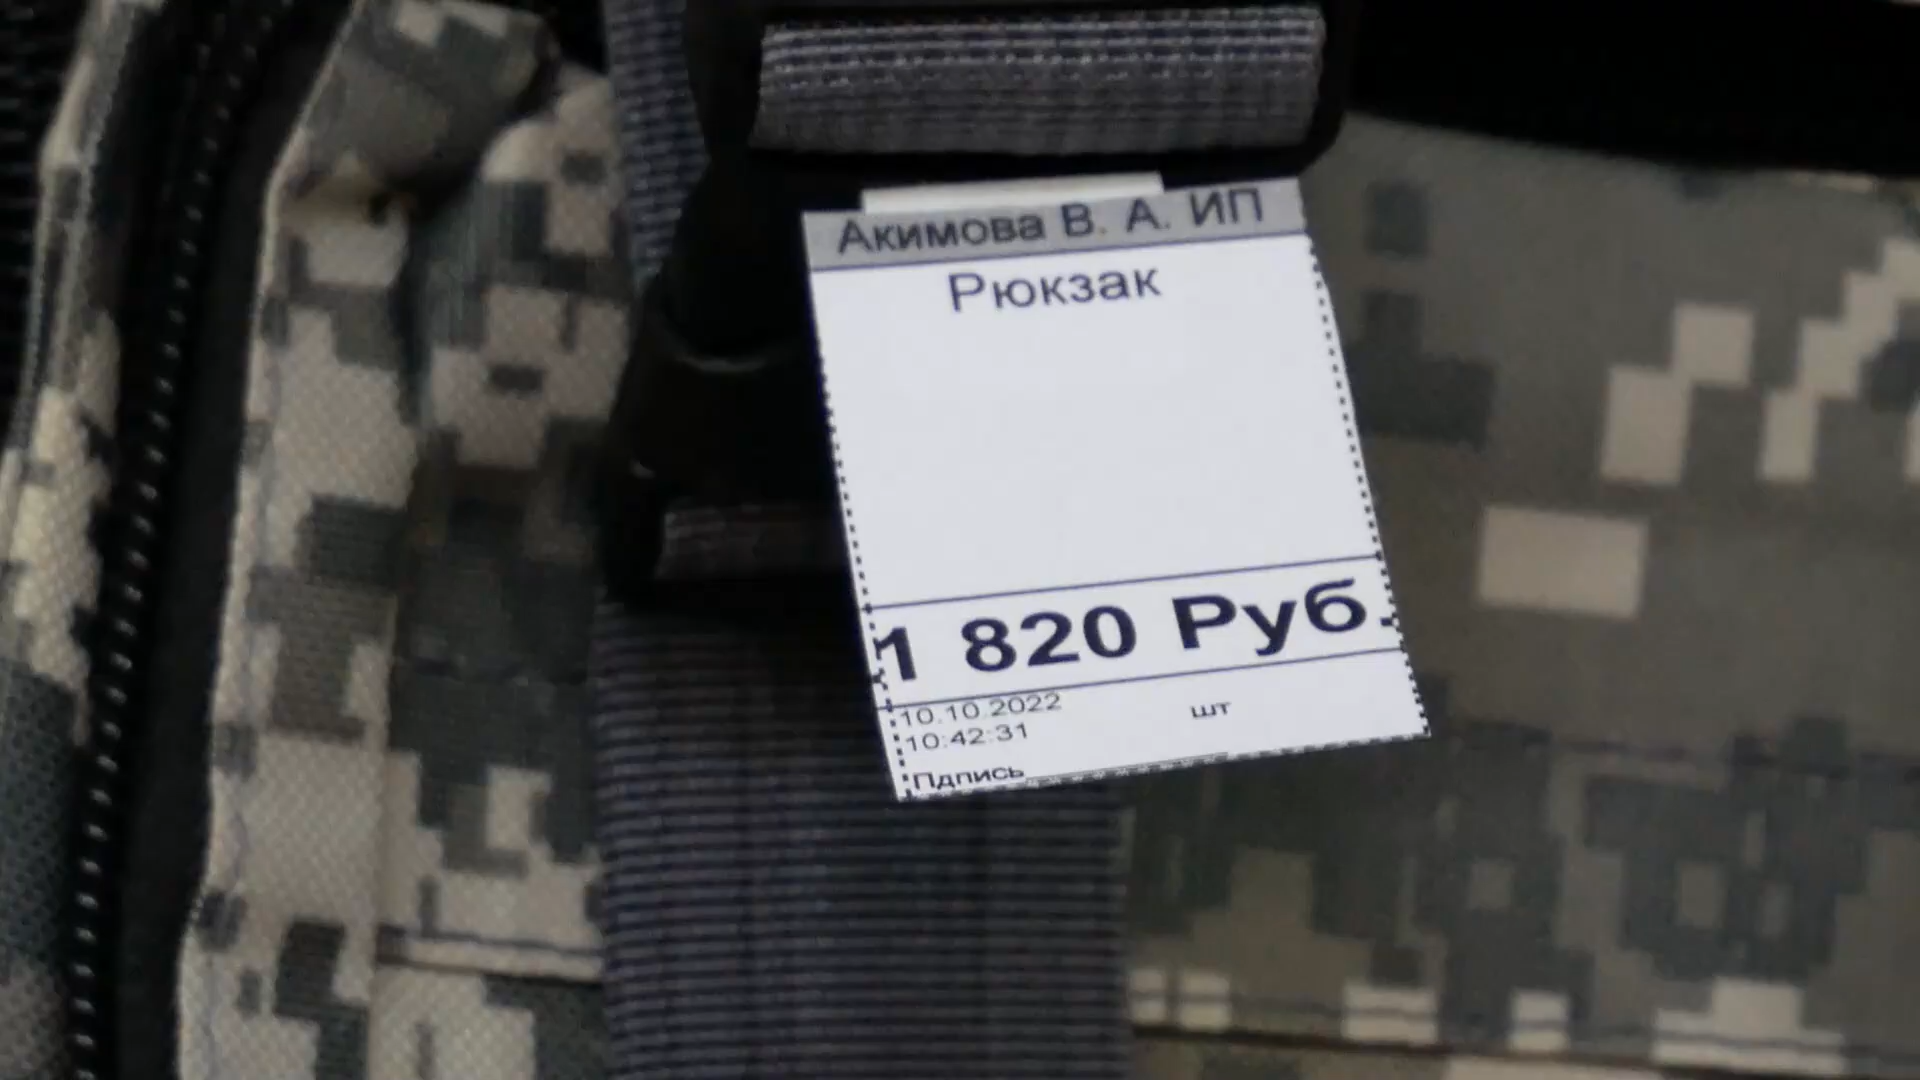 Акимова В. А. ИП
Рюкзак
1 820 Руб.
10.10.2022 шт
10:42:31
Пдпись